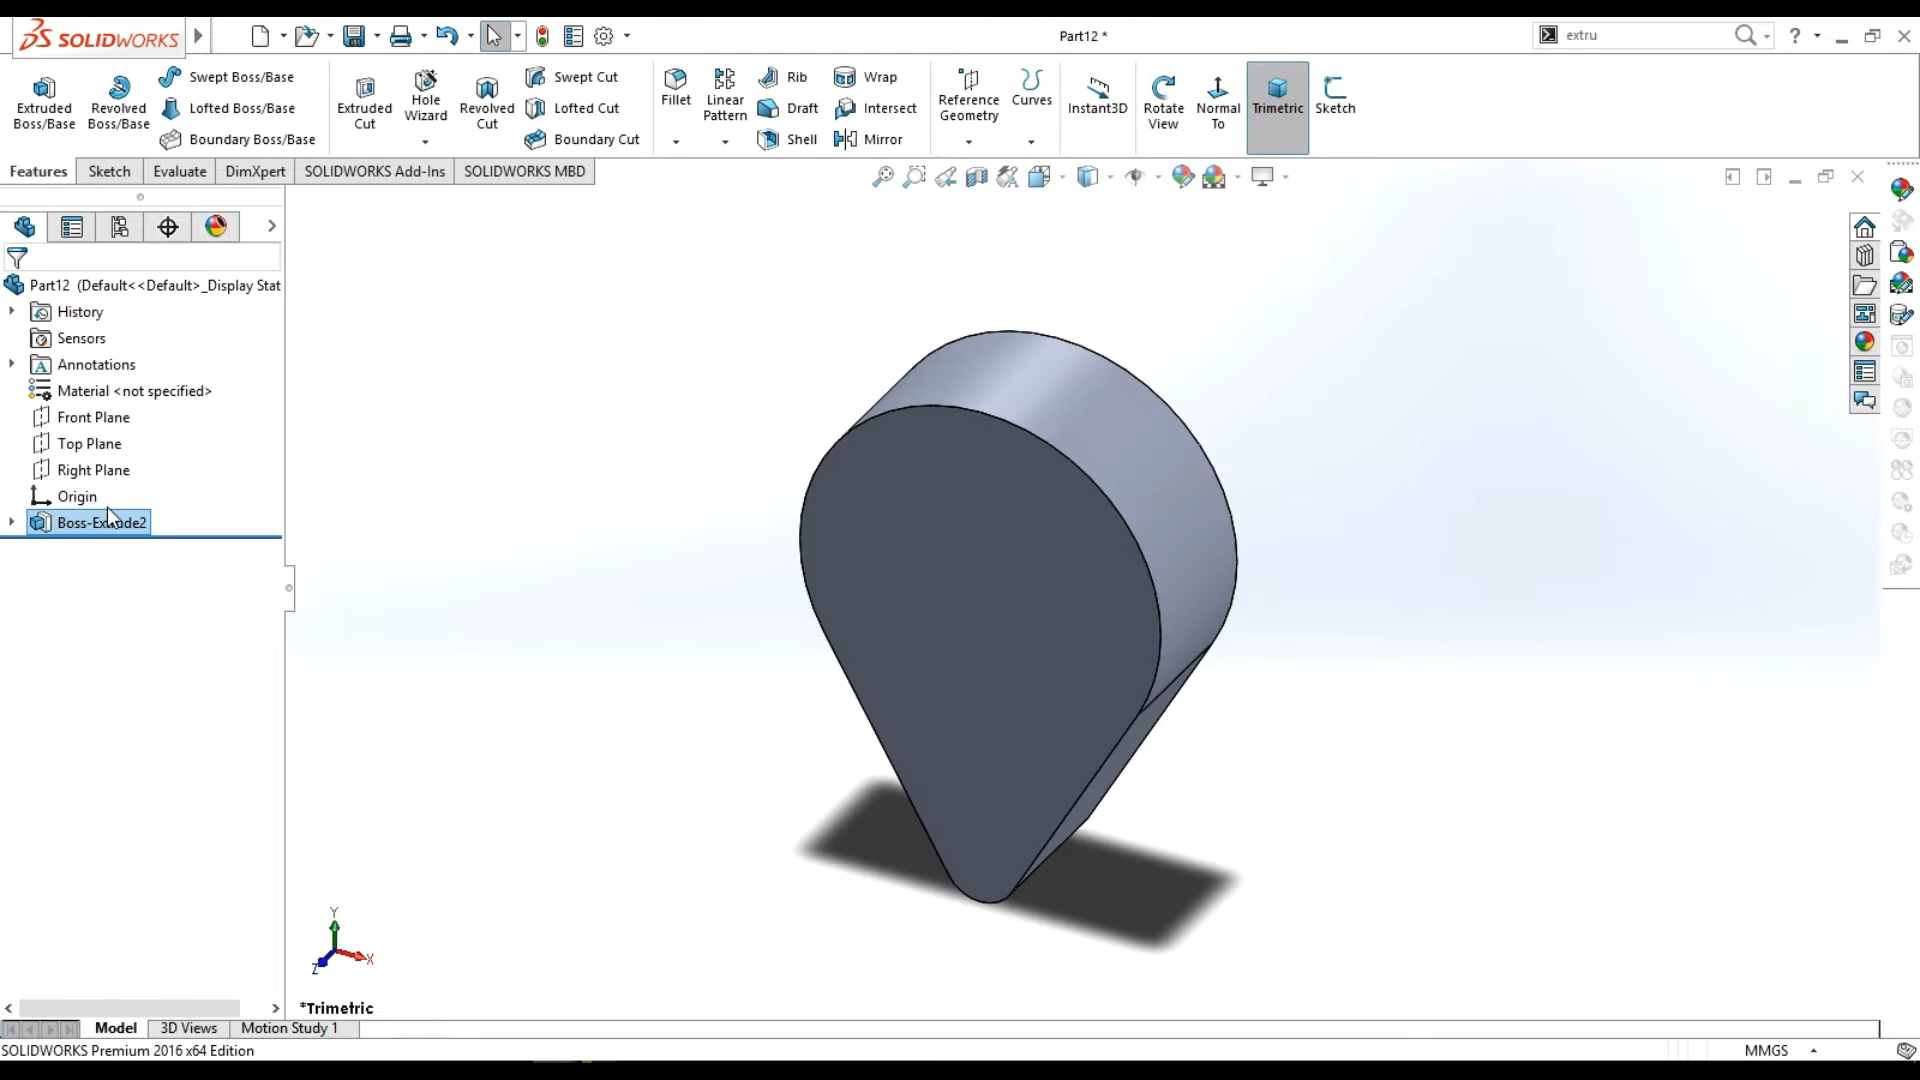 SOLIDWORKS
Part12 *
extru
Extruded Boss/Base
Revolved Boss/Base
Swept Boss/Base
Lofted Boss/Base
Boundary Boss/Base
Extruded Cut
Hole Wizard
Revolved Cut
Swept Cut
Lofted Cut
Boundary Cut
Fillet
Linear Pattern
Rib
Draft
Shell
Wrap
Intersect
Mirror
Reference Geometry
Curves
Instant3D
Rotate View
Normal To
Trimetric
Sketch
Features
Sketch
Evaluate
DimXpert
SOLIDWORKS Add-Ins
SOLIDWORKS MBD
Part12 (Default<<Default>_Display Stat
History
Sensors
Annotations
Material <not specified>
Front Plane
Top Plane
Right Plane
Origin
Boss-Extrude2
Y
X
Z
*Trimetric
Model
3D Views
Motion Study 1
SOLIDWORKS Premium 2016 x64 Edition
MMGS